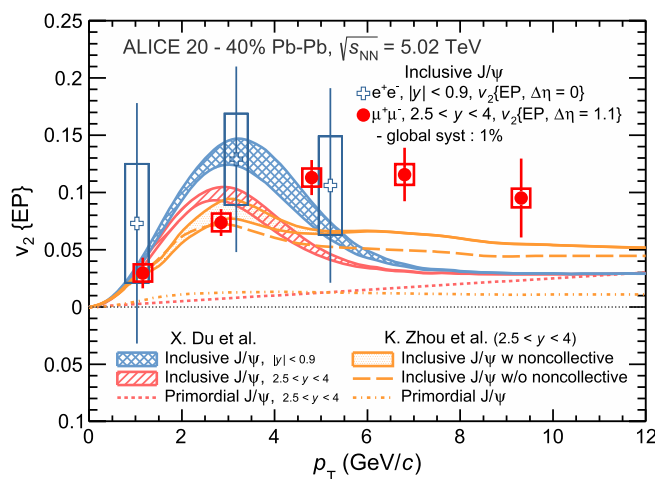 ALICE 20 - 40% Pb-Pb, √sNN = 5.02 TeV
Inclusive J/ψ
e⁺e⁻, |y| < 0.9, v₂{EP, Δη = 0}
μ⁺μ⁻, 2.5 < y < 4, v₂{EP, Δη = 1.1}
- global syst : 1%
v₂ {EP}
0.25
0.2
0.15
0.1
0.05
0
0.05
0.1
X. Du et al.
Inclusive J/ψ, |y| < 0.9
Inclusive J/ψ, 2.5 < y < 4
Primordial J/ψ, 2.5 < y < 4
K. Zhou et al. (2.5 < y < 4)
Inclusive J/ψ w noncollective
Inclusive J/ψ w/o noncollective
Primordial J/ψ
0 2 4 6 8 10 12
pT (GeV/c)